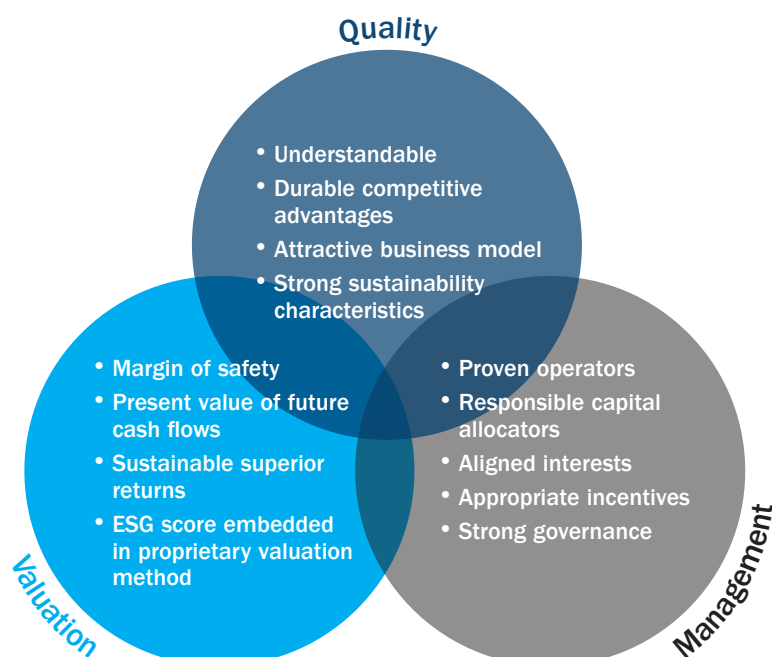 Quality
• Understandable
• Durable competitive
advantages
• Attractive business model
• Strong sustainability
characteristics
• Margin of safety
• Present value of future
cash flows
• Sustainable superior
returns
• ESG score embedded
in proprietary valuation
method
Valuation
• Proven operators
• Responsible capital
allocators
• Aligned interests
• Appropriate incentives
• Strong governance
Management